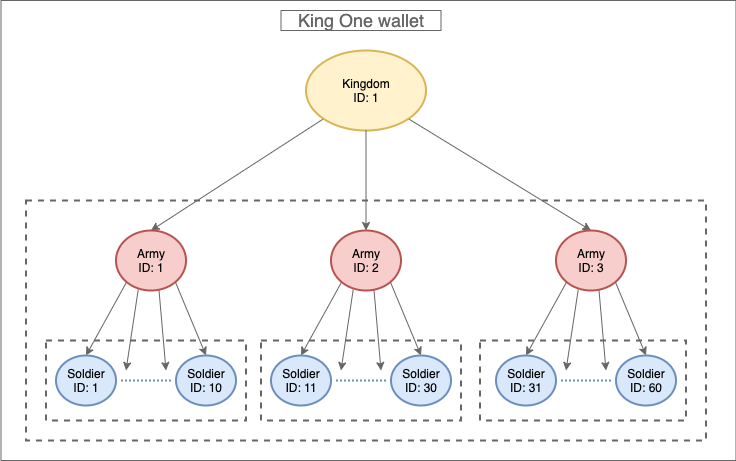 King One wallet
Kingdom
ID: 1
Army
ID: 1
Army
ID: 2
Army
ID: 3
Soldier
ID: 1
Soldier
ID: 10
Soldier
ID: 11
Soldier
ID: 30
Soldier
ID: 31
Soldier
ID: 60